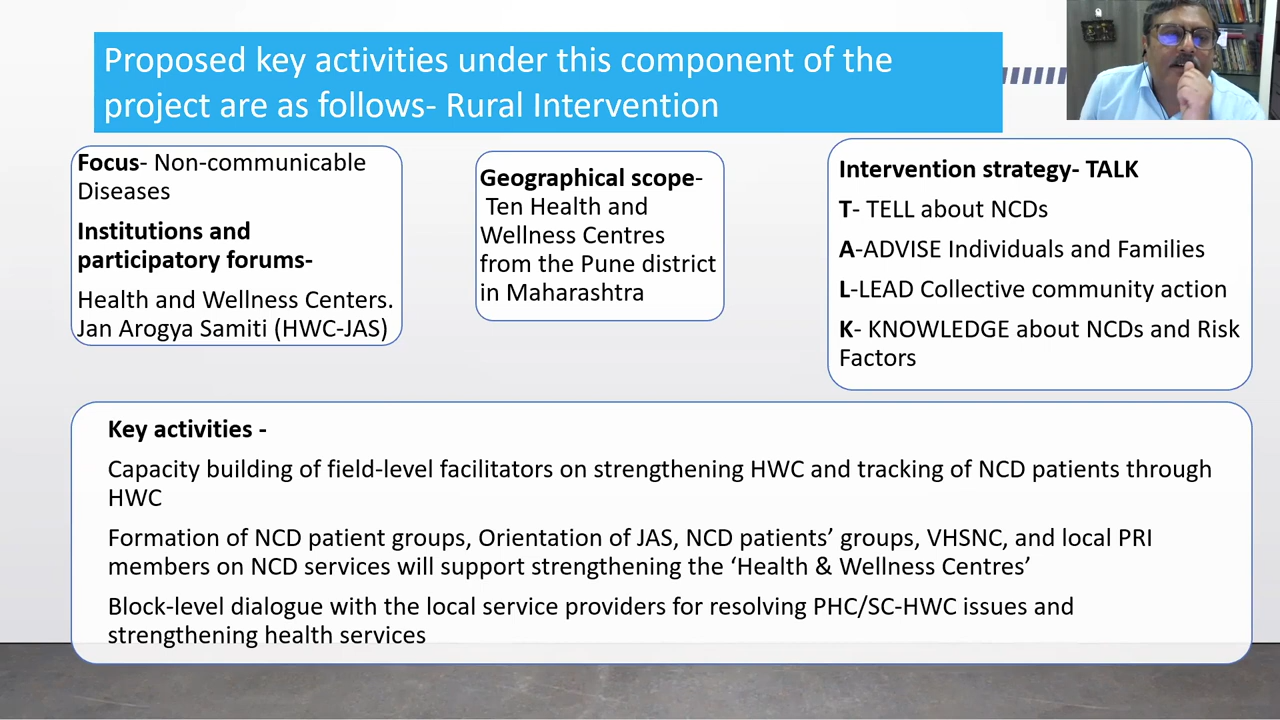 Proposed key activities under this component of the
project are as follows- Rural Intervention
Focus- Non-communicable
Diseases
Institutions and
participatory forums-
Health and Wellness Centers.
Jan Arogya Samiti (HWC-JAS)
Geographical scope-
Ten Health and
Wellness Centres
from the Pune district
in Maharashtra
Intervention strategy- TALK
T- TELL about NCDs
A-ADVISE Individuals and Families
L-LEAD Collective community action
K- KNOWLEDGE about NCDs and Risk
Factors
Key activities -
Capacity building of field-level facilitators on strengthening HWC and tracking of NCD patients through
HWC
Formation of NCD patient groups, Orientation of JAS, NCD patients’ groups, VHSNC, and local PRI
members on NCD services will support strengthening the ‘Health & Wellness Centres’
Block-level dialogue with the local service providers for resolving PHC/SC-HWC issues and
strengthening health services